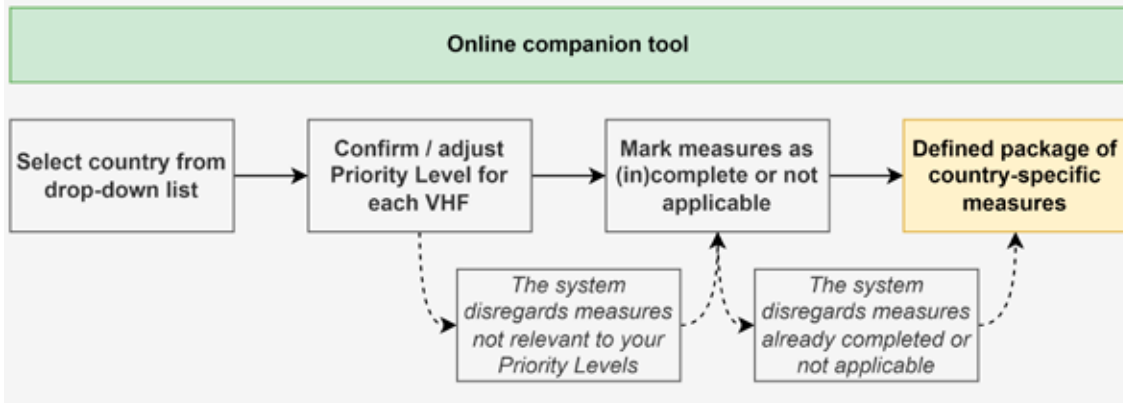 Online companion tool
Select country from
drop-down list
Confirm / adjust
Priority Level for
each VHF
Mark measures as
(in)complete or not
applicable
Defined package of
country-specific
measures
The system
disregards measures
not relevant to your
Priority Levels
The system
disregards measures
already completed or
not applicable